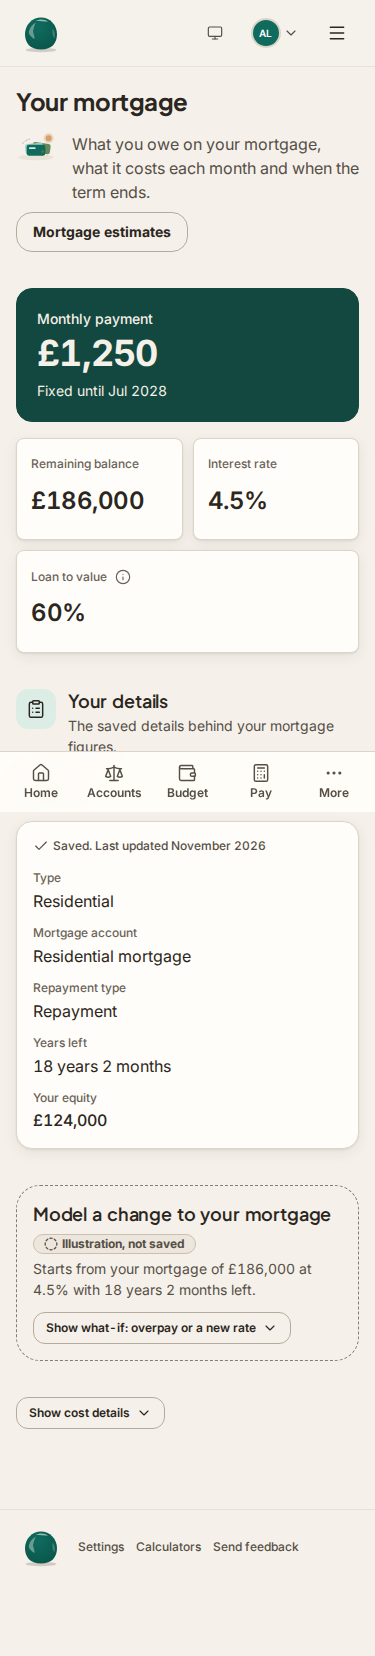 AL
Your mortgage
What you owe on your mortgage,
what it costs each month and when the
term ends.
Mortgage estimates
Monthly payment
£1,250
Fixed until Jul 2028
Remaining balance
£186,000
Interest rate
4.5%
Loan to value
60%
Your details
The saved details behind your mortgage
figures.
Home
Accounts
Budget
Pay
More
Saved. Last updated November 2026
Type
Residential
Mortgage account
Residential mortgage
Repayment type
Repayment
Years left
18 years 2 months
Your equity
£124,000
Model a change to your mortgage
Illustration, not saved
Starts from your mortgage of £186,000 at
4.5% with 18 years 2 months left.
Show what-if: overpay or a new rate
Show cost details
Settings
Calculators
Send feedback